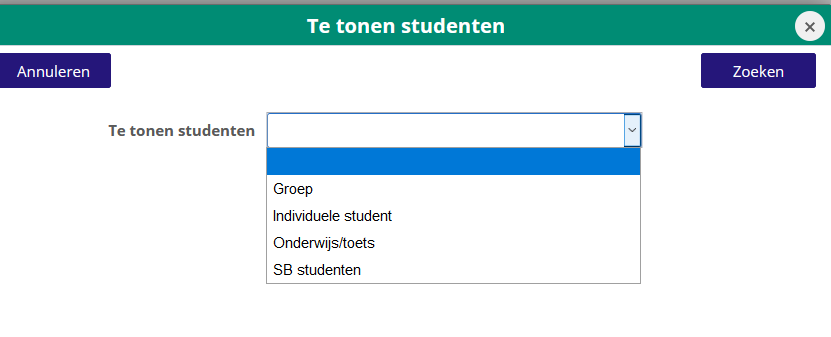 Te tonen studenten
Annuleren
Zoeken
Te tonen studenten
Groep
Individuele student
Onderwijs/toets
SB studenten